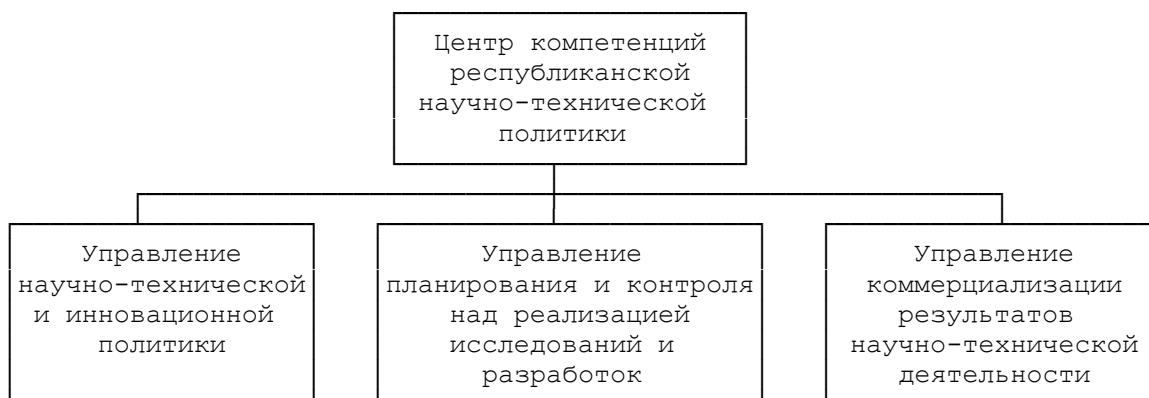 Центр компетенций
республиканской
научно-технической
политики
Управление
научно-технической
и инновационной
политики
Управление
планирования и контроля
над реализацией
исследований и
разработок
Управление
коммерциализации
результатов
научно-технической
деятельности